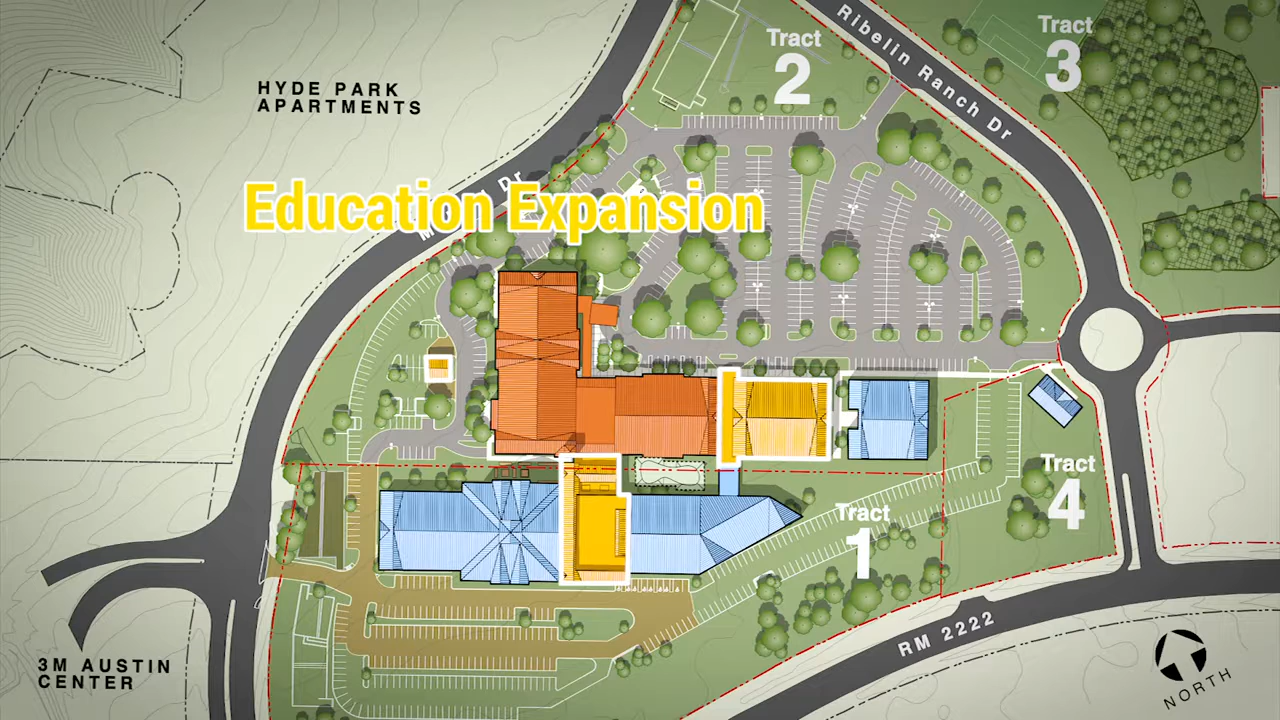 Ribelin Ranch Dr
Tract
2
Tract
3
HYDE PARK
APARTMENTS
Dr
Education Expansion
Tract
4
Tract
1
RM 2222
3M AUSTIN
CENTER
NORTH